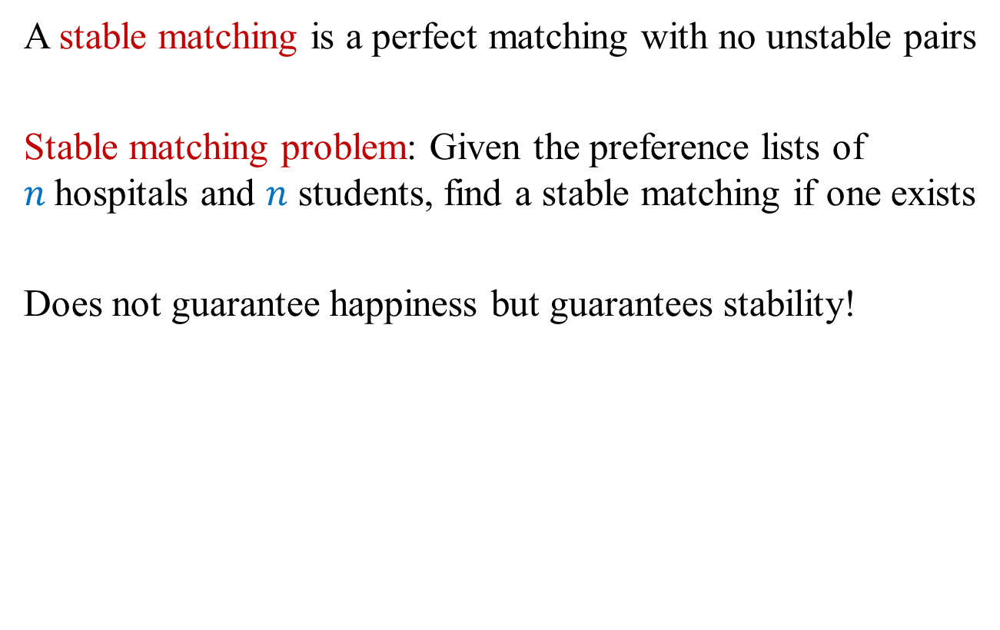 A stable matching is a perfect matching with no unstable pairs
Stable matching problem: Given the preference lists of
n hospitals and n students, find a stable matching if one exists
Does not guarantee happiness but guarantees stability!